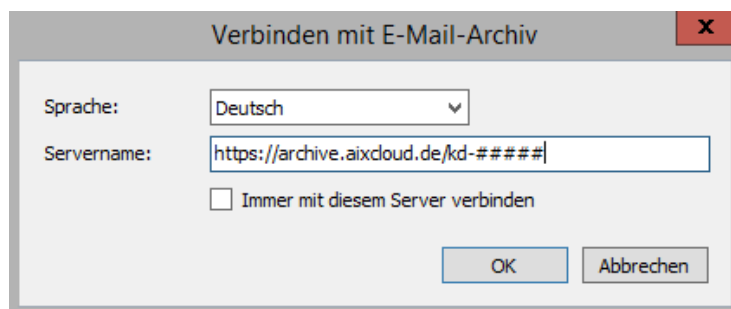 Verbinden mit E-Mail-Archiv
x
Sprache: Deutsch
Servername: https://archive.aixcloud.de/kd-#####
Immer mit diesem Server verbinden
OK Abbrechen